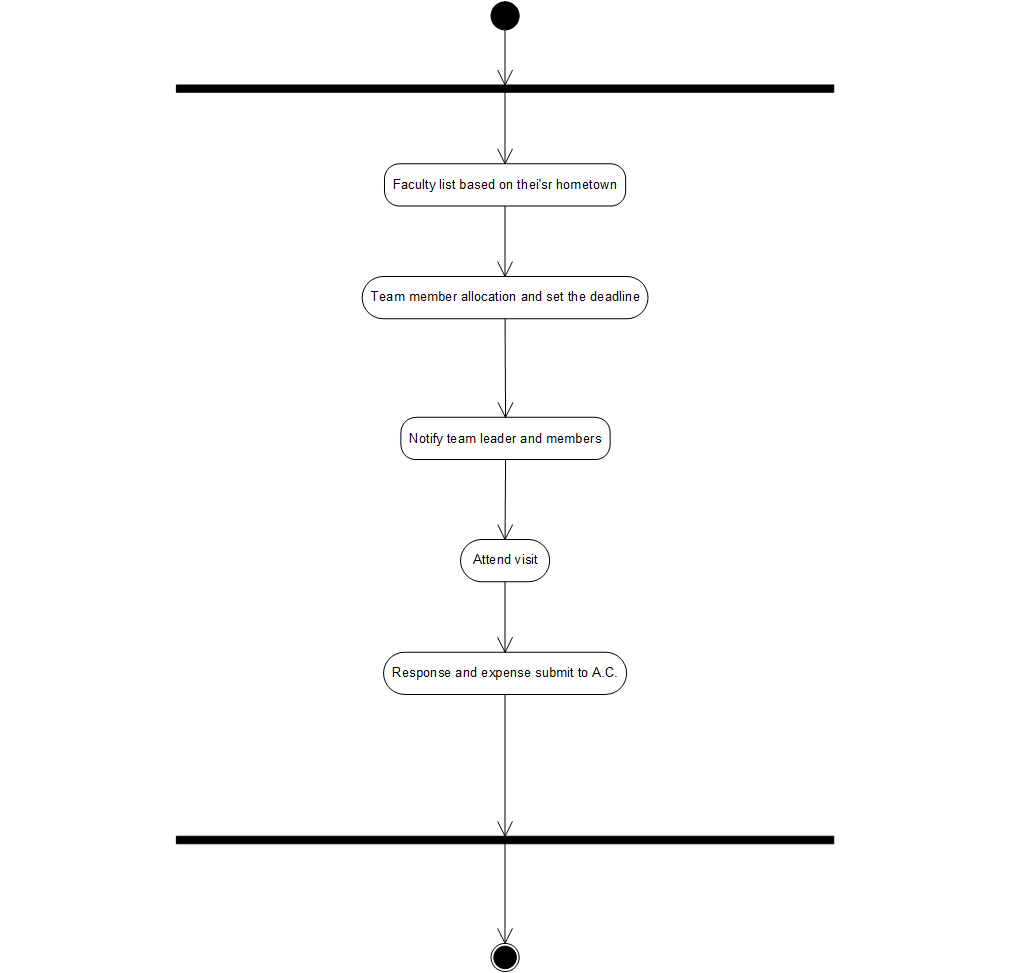 Faculty list based on thei'sr hometown
Team member allocation and set the deadline
Notify team leader and members
Attend visit
Response and expense submit to A.C.